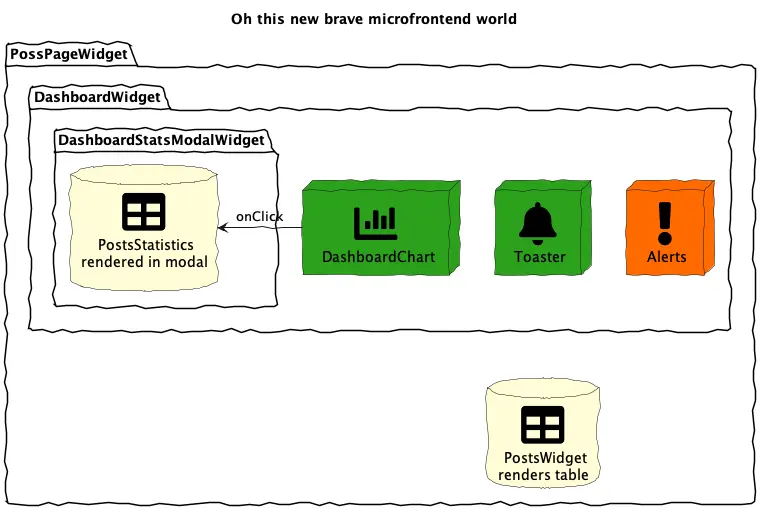 Oh this new brave microfrontend world
PossPageWidget
DashboardWidget
DashboardStatsModalWidget
PostsStatistics
rendered in modal
onClick
DashboardChart
Toaster
Alerts
PostsWidget
renders table